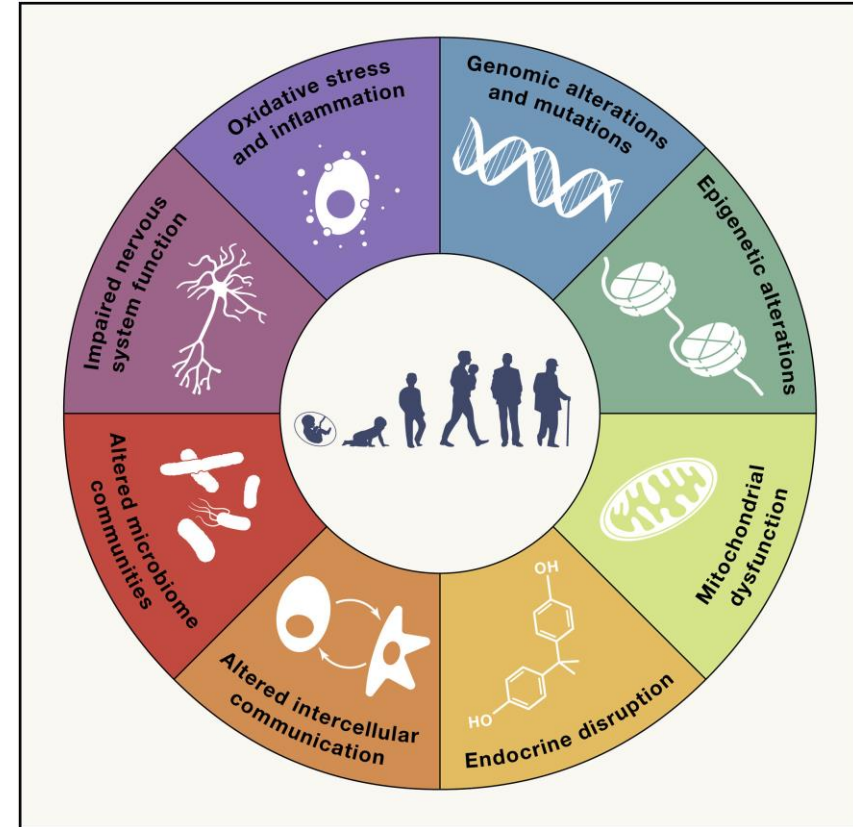 Oxidative stress
and inflammation
Genomic alterations
and mutations
Epigenetic alterations
Mitochondrial
dysfunction
OH
HO
Endocrine disruption
Altered intercellular
communication
Altered microbiome
communities
Impaired nervous
system function